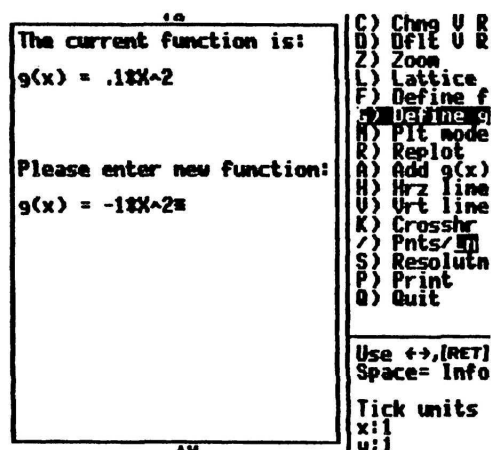 The current function is:
g(x) = .1*X^2
Please enter new function:
g(x) = -1*X^2
C) Chng V R
D) Dflt V R
Z) Zoom
L) Lattice
F) Define f
G) Define g
M) Plt mode
R) Replot
A) Add g(x)
H) Hrz line
V) Vrt line
K) Crosshr
/) Pnts/
S) Resolutn
P) Print
Q) Quit
Use ←→,[RET]
Space= Info
Tick units
x:1
y:1